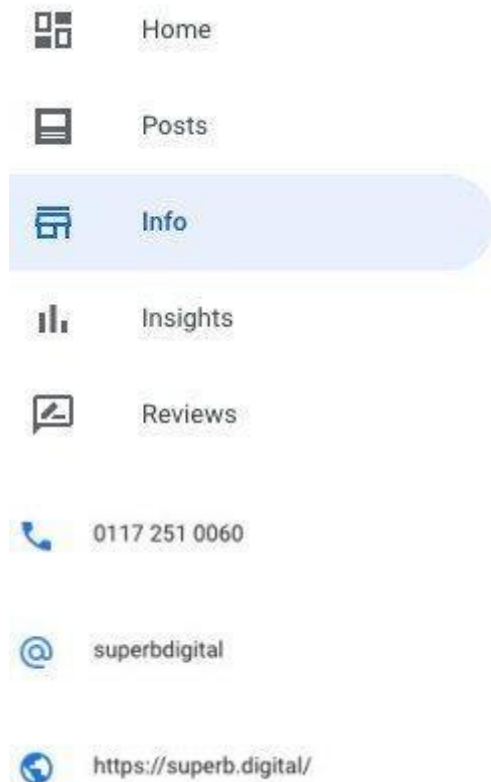 Home
Posts
Info
Insights
Reviews
0117 251 0060
superbdigital
https://superb.digital/